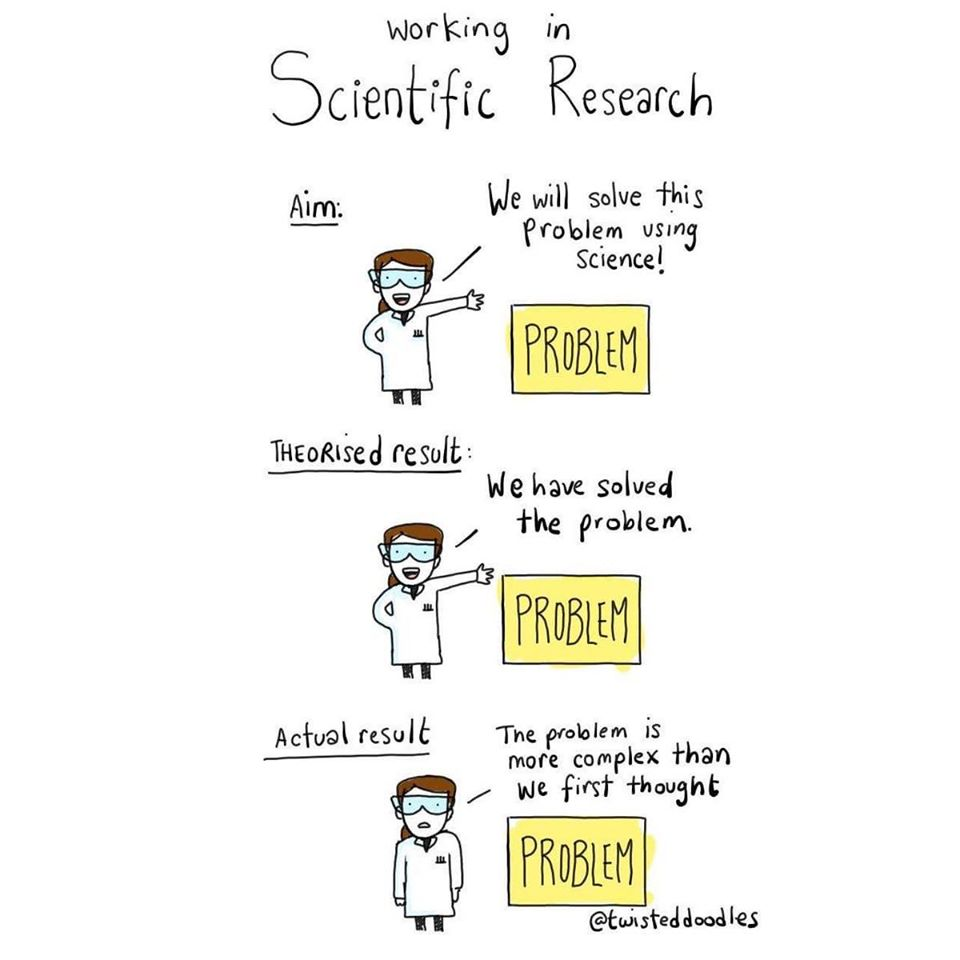 Working in
Scientific Research
Aim:
We will solve this
problem using
science!
PROBLEM
THEORISED result:
We have solved
the problem.
PROBLEM
Actual result
The problem is
more complex than
we first thought
PROBLEM
@twisteddoodles